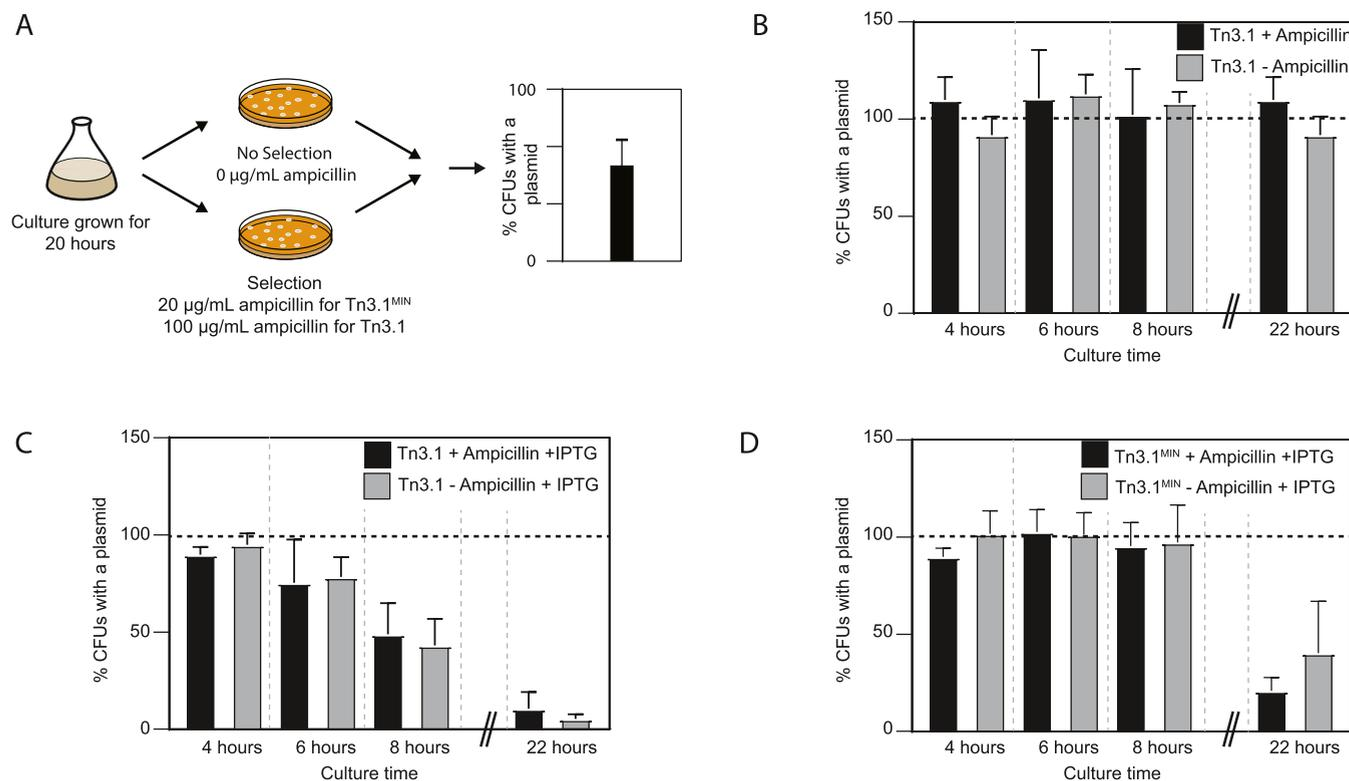 A
Culture grown for
20 hours
No Selection
0 µg/mL ampicillin
Selection
20 µg/mL ampicillin for Tn3.1ᴹᴵᴺ
100 µg/mL ampicillin for Tn3.1
% CFUs with a
plasmid
100
0
B
% CFUs with a plasmid
150
100
50
0
Tn3.1 + Ampicillin
Tn3.1 - Ampicillin
4 hours
6 hours
8 hours
22 hours
Culture time
C
% CFUs with a plasmid
150
100
50
0
Tn3.1 + Ampicillin +IPTG
Tn3.1 - Ampicillin + IPTG
4 hours
6 hours
8 hours
22 hours
Culture time
D
% CFUs with a plasmid
150
100
50
0
Tn3.1ᴹᴵᴺ + Ampicillin +IPTG
Tn3.1ᴹᴵᴺ - Ampicillin + IPTG
4 hours
6 hours
8 hours
22 hours
Culture time